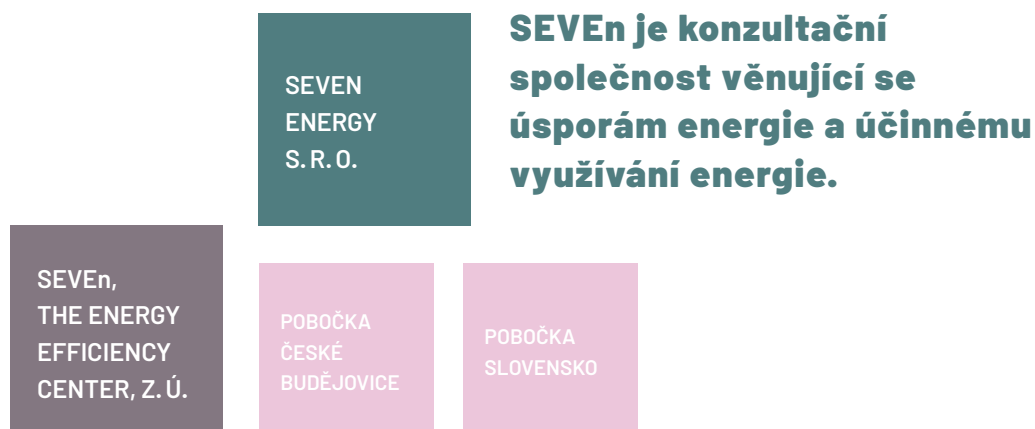 SEVEN
ENERGY
S. R. O.
SEVEn je konzultační
společnost věnující se
úsporám energie a účinnému
využívání energie.
SEVEn,
THE ENERGY
EFFICIENCY
CENTER, Z. Ú.
POBOČKA
ČESKÉ
BUDĚJOVICE
POBOČKA
SLOVENSKO